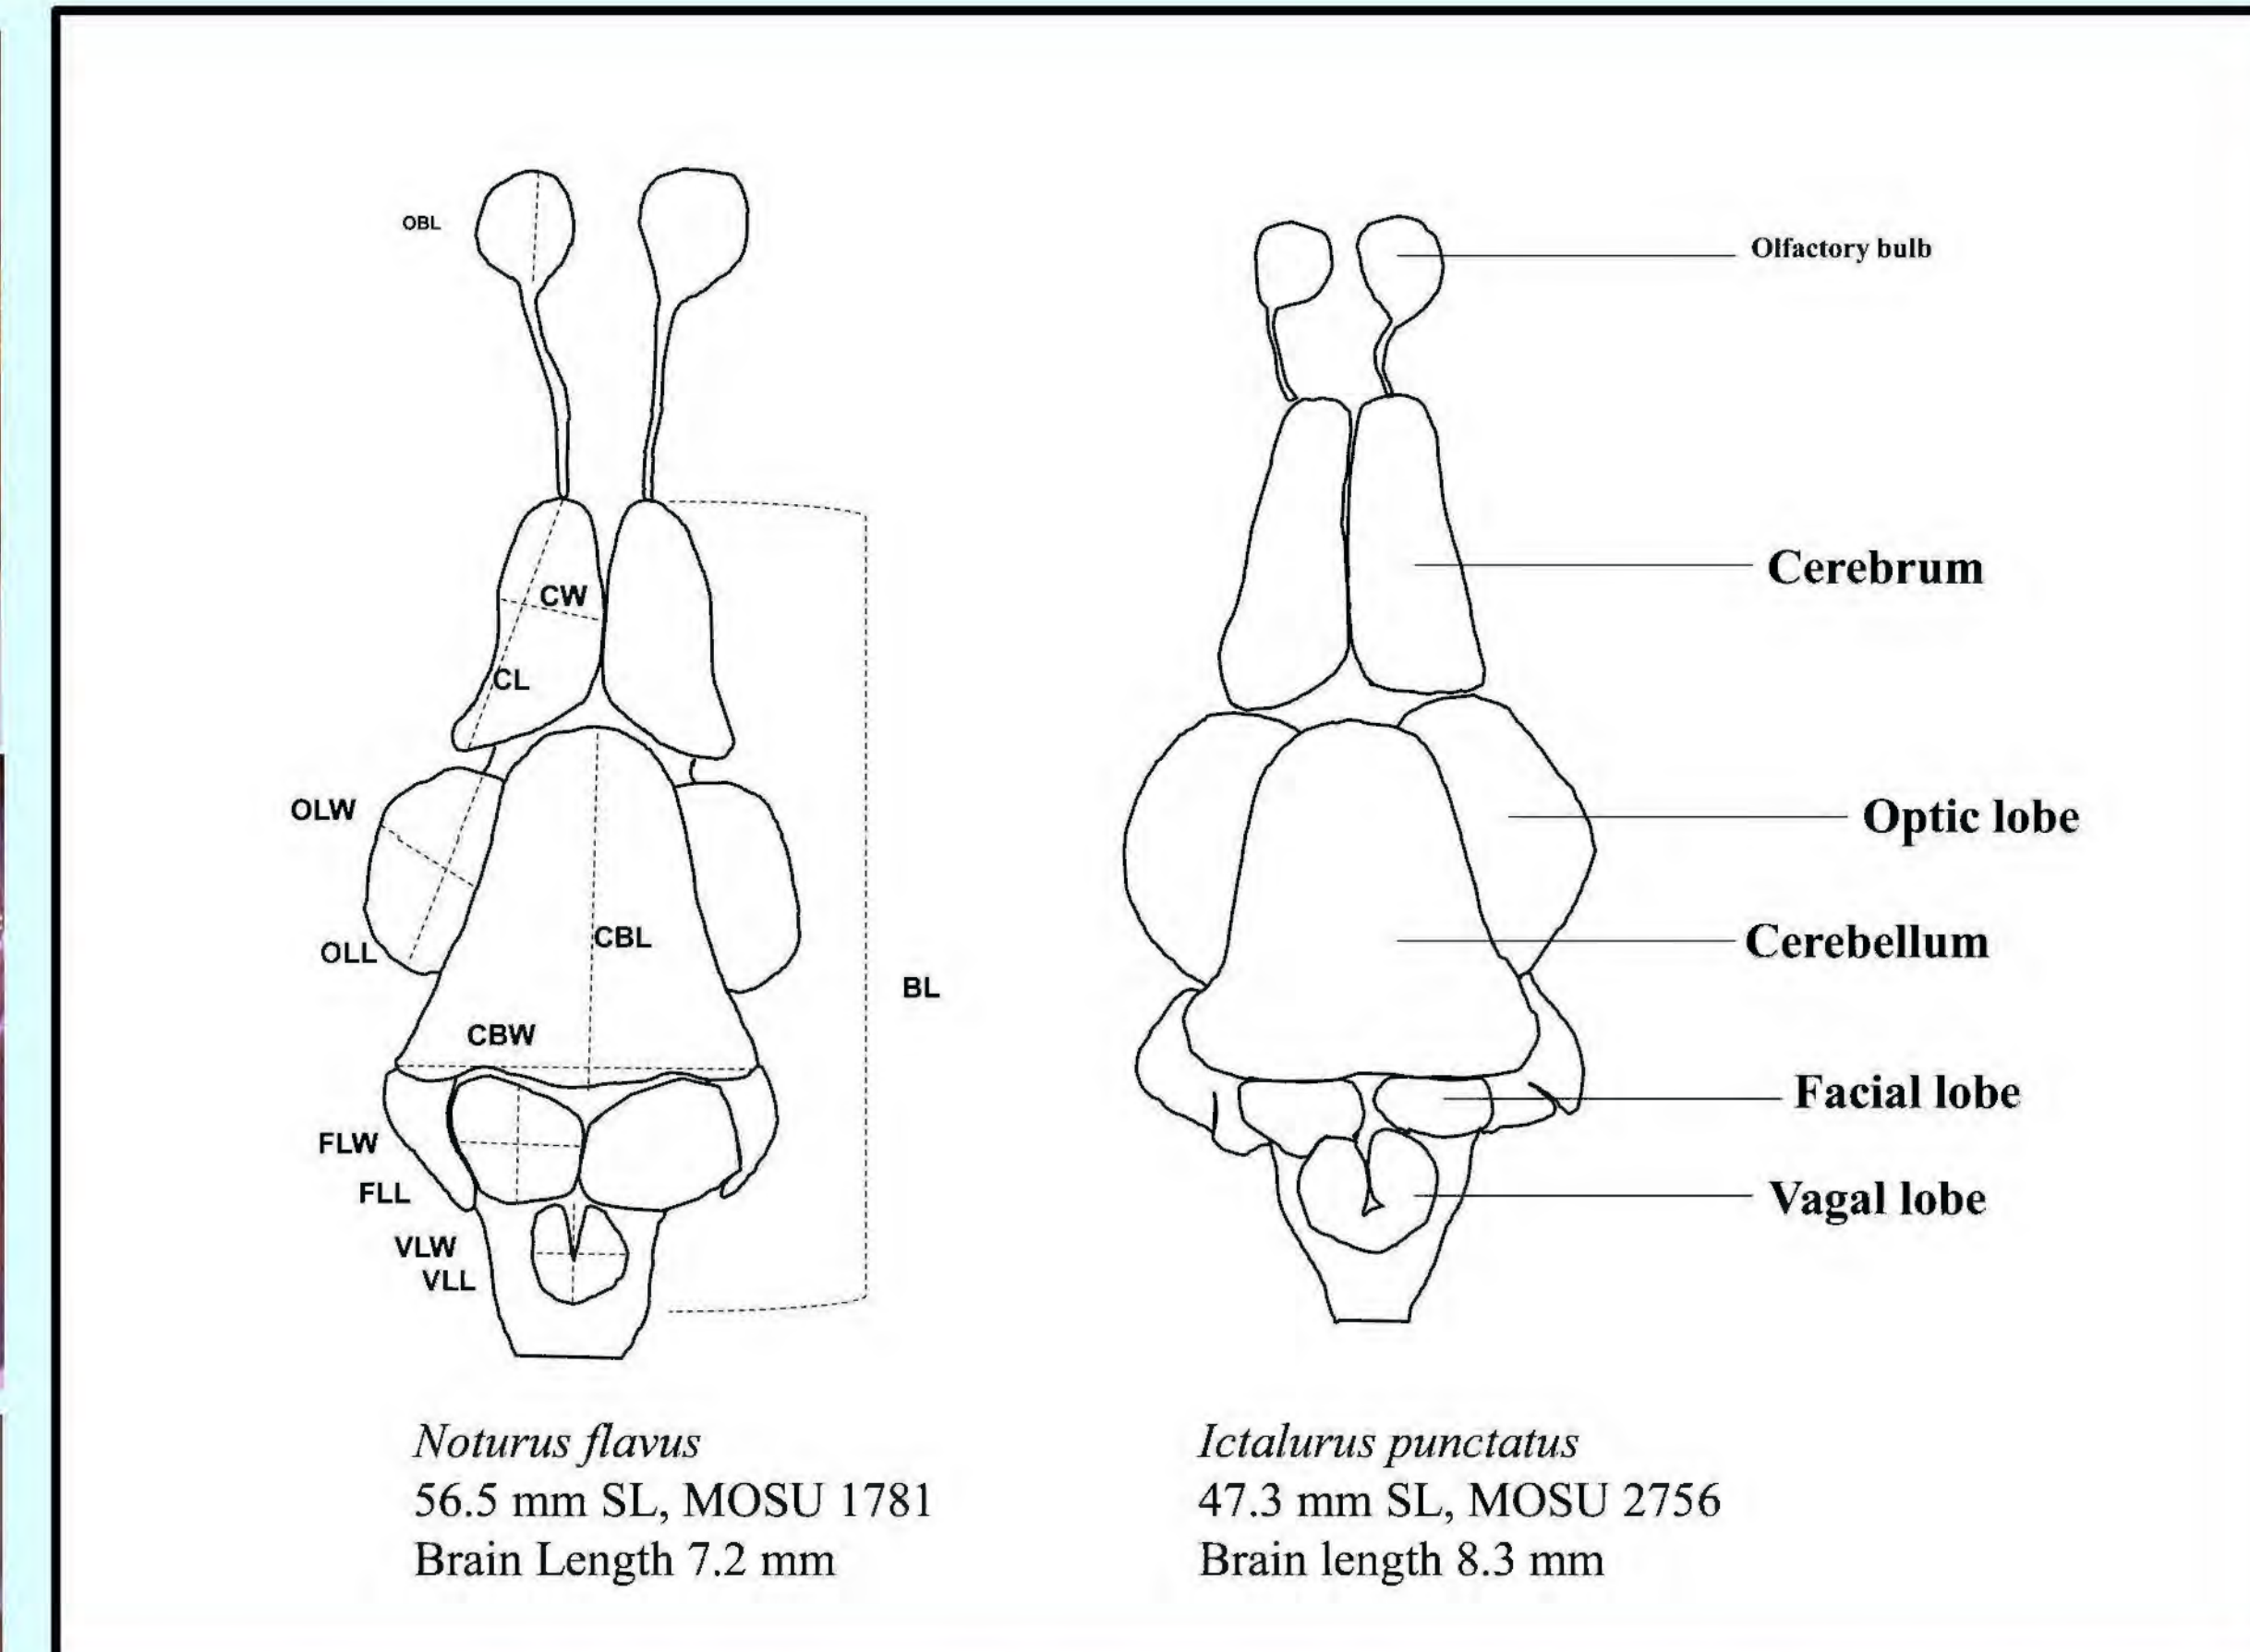 OBL
CW
CL
OLW
OLL
CBL
CBW
BL
FLW
FLL
VLW
VLL
Noturus flavus
56.5 mm SL, MOSU 1781
Brain Length 7.2 mm
Olfactory bulb
Cerebrum
Optic lobe
Cerebellum
Facial lobe
Vagal lobe
Ictalurus punctatus
47.3 mm SL, MOSU 2756
Brain length 8.3 mm